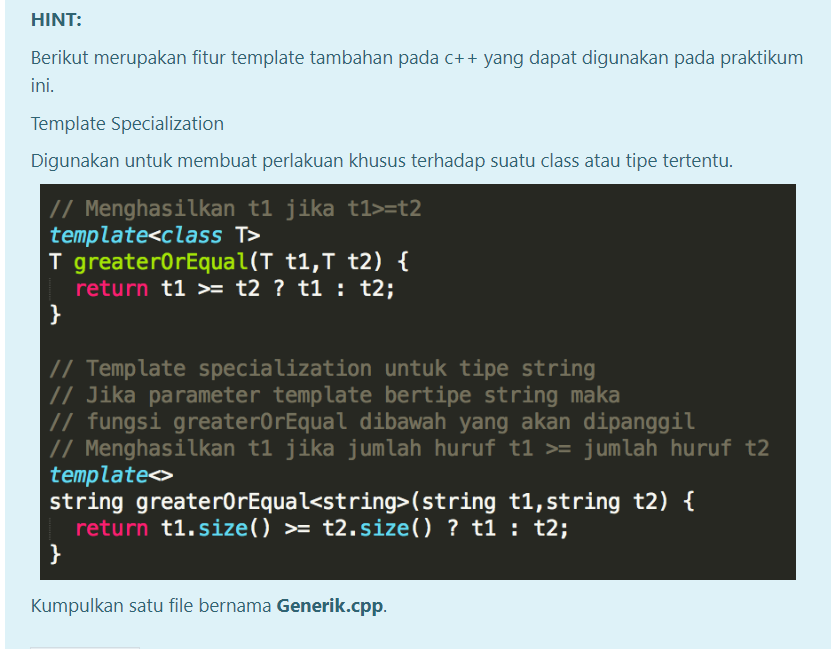 HINT:
Berikut merupakan fitur template tambahan pada c++ yang dapat digunakan pada praktikum
ini.
Template Specialization
Digunakan untuk membuat perlakuan khusus terhadap suatu class atau tipe tertentu.
// Menghasilkan t1 jika t1>=t2
template<class T>
T greaterOrEqual(T t1,T t2) {
  return t1 >= t2 ? t1 : t2;
}
// Template specialization untuk tipe string
// Jika parameter template bertipe string maka
// fungsi greaterOrEqual dibawah yang akan dipanggil
// Menghasilkan t1 jika jumlah huruf t1 >= jumlah huruf t2
template<>
string greaterOrEqual<string>(string t1,string t2) {
  return t1.size() >= t2.size() ? t1 : t2;
}
Kumpulkan satu file bernama Generik.cpp.